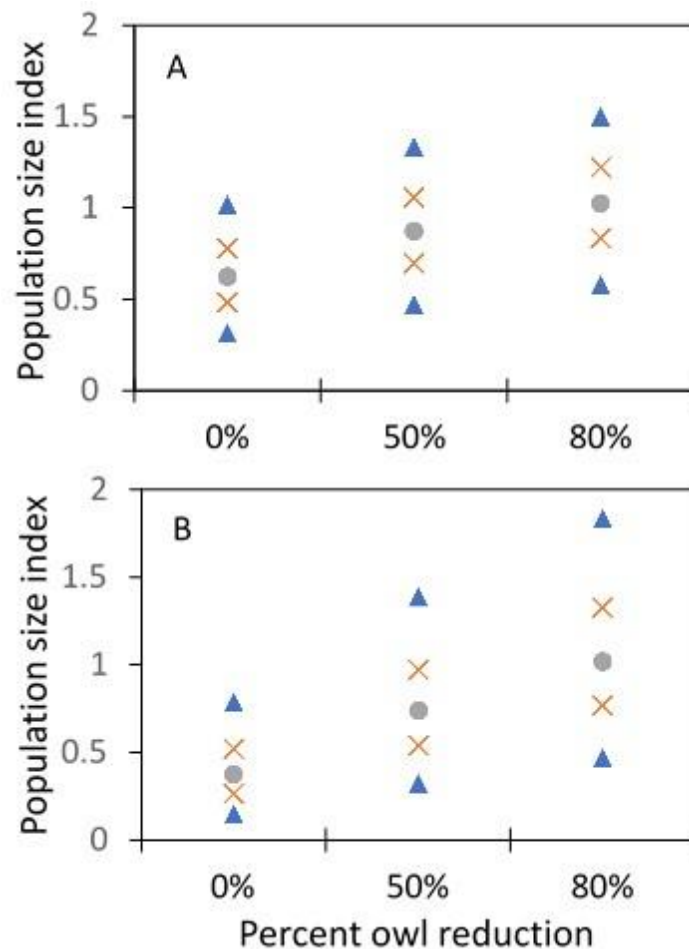 A
Population size index
2
1.5
1
0.5
0
0% 50% 80%
B
Population size index
2
1.5
1
0.5
0
0% 50% 80%
Percent owl reduction